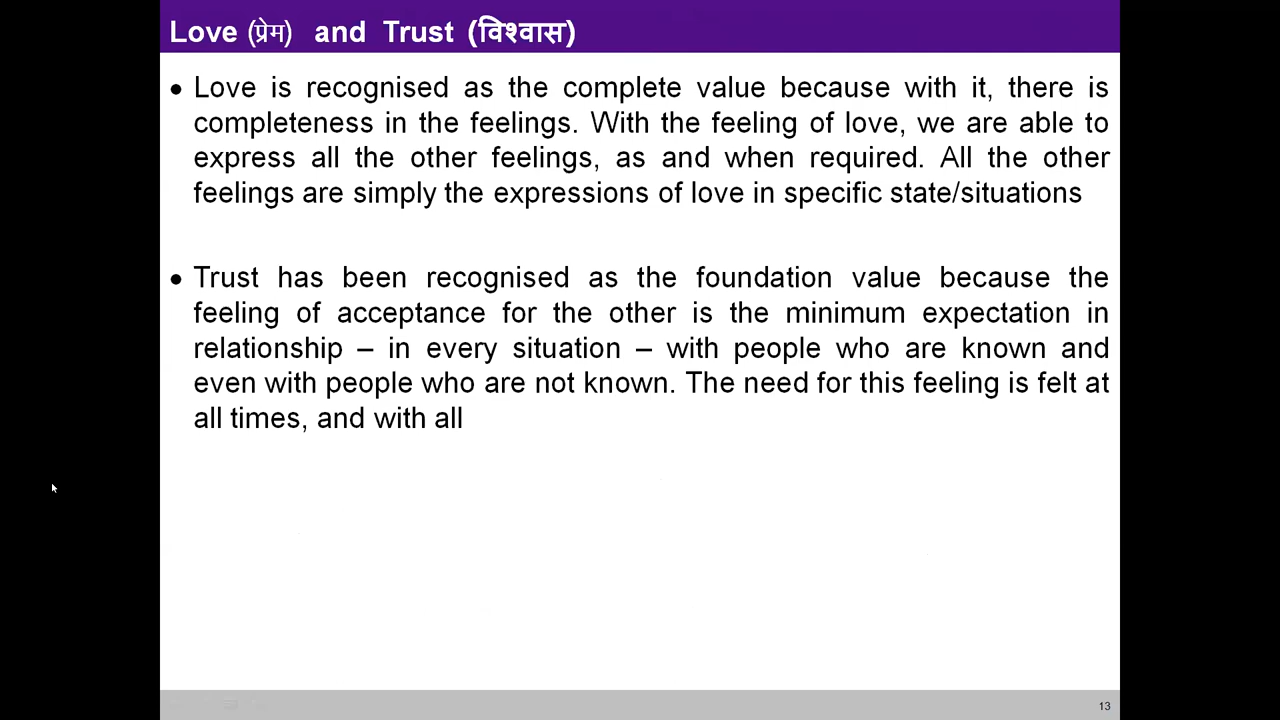 Love (प्रेम) and Trust (विश्वास)
● Love is recognised as the complete value because with it, there is
completeness in the feelings. With the feeling of love, we are able to
express all the other feelings, as and when required. All the other
feelings are simply the expressions of love in specific state/situations
● Trust has been recognised as the foundation value because the
feeling of acceptance for the other is the minimum expectation in
relationship – in every situation – with people who are known and
even with people who are not known. The need for this feeling is felt at
all times, and with all
13